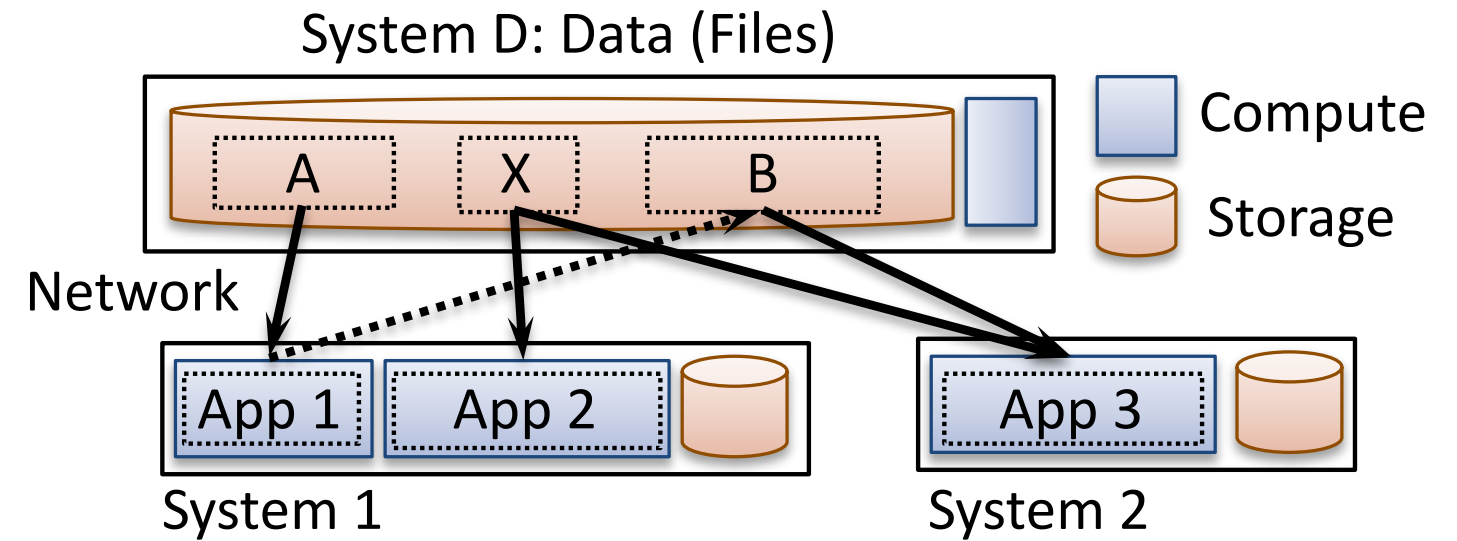 System D: Data (Files)
Compute
A
X
B
Storage
Network
App 1
App 2
App 3
System 1
System 2